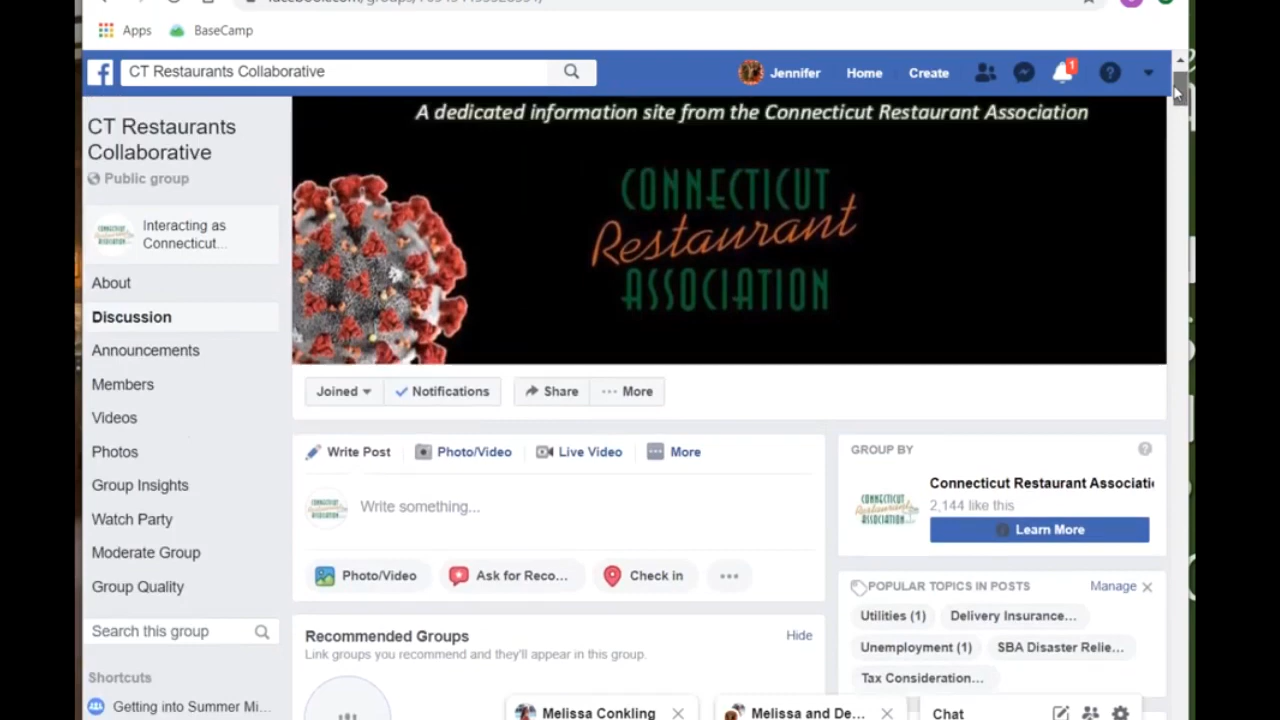 Apps BaseCamp
CT Restaurants Collaborative
Jennifer Home Create 1
A dedicated information site from the Connecticut Restaurant Association
CONNECTICUT
Restaurant
ASSOCIATION
CT Restaurants
Collaborative
Public group
Interacting as
Connecticut...
About
Discussion
Announcements
Members
Videos
Photos
Group Insights
Watch Party
Moderate Group
Group Quality
Search this group
Shortcuts
Getting into Summer Mi...
Joined Notifications Share More
Write Post Photo/Video Live Video More
Write something...
Photo/Video Ask for Reco... Check in
Recommended Groups Hide
Link groups you recommend and they'll appear in this group.
GROUP BY
Connecticut Restaurant Associati
2,144 like this
Learn More
POPULAR TOPICS IN POSTS Manage
Utilities (1) Delivery Insurance...
Unemployment (1) SBA Disaster Relie...
Tax Consideration...
Melissa Conkling Melissa and De... Chat